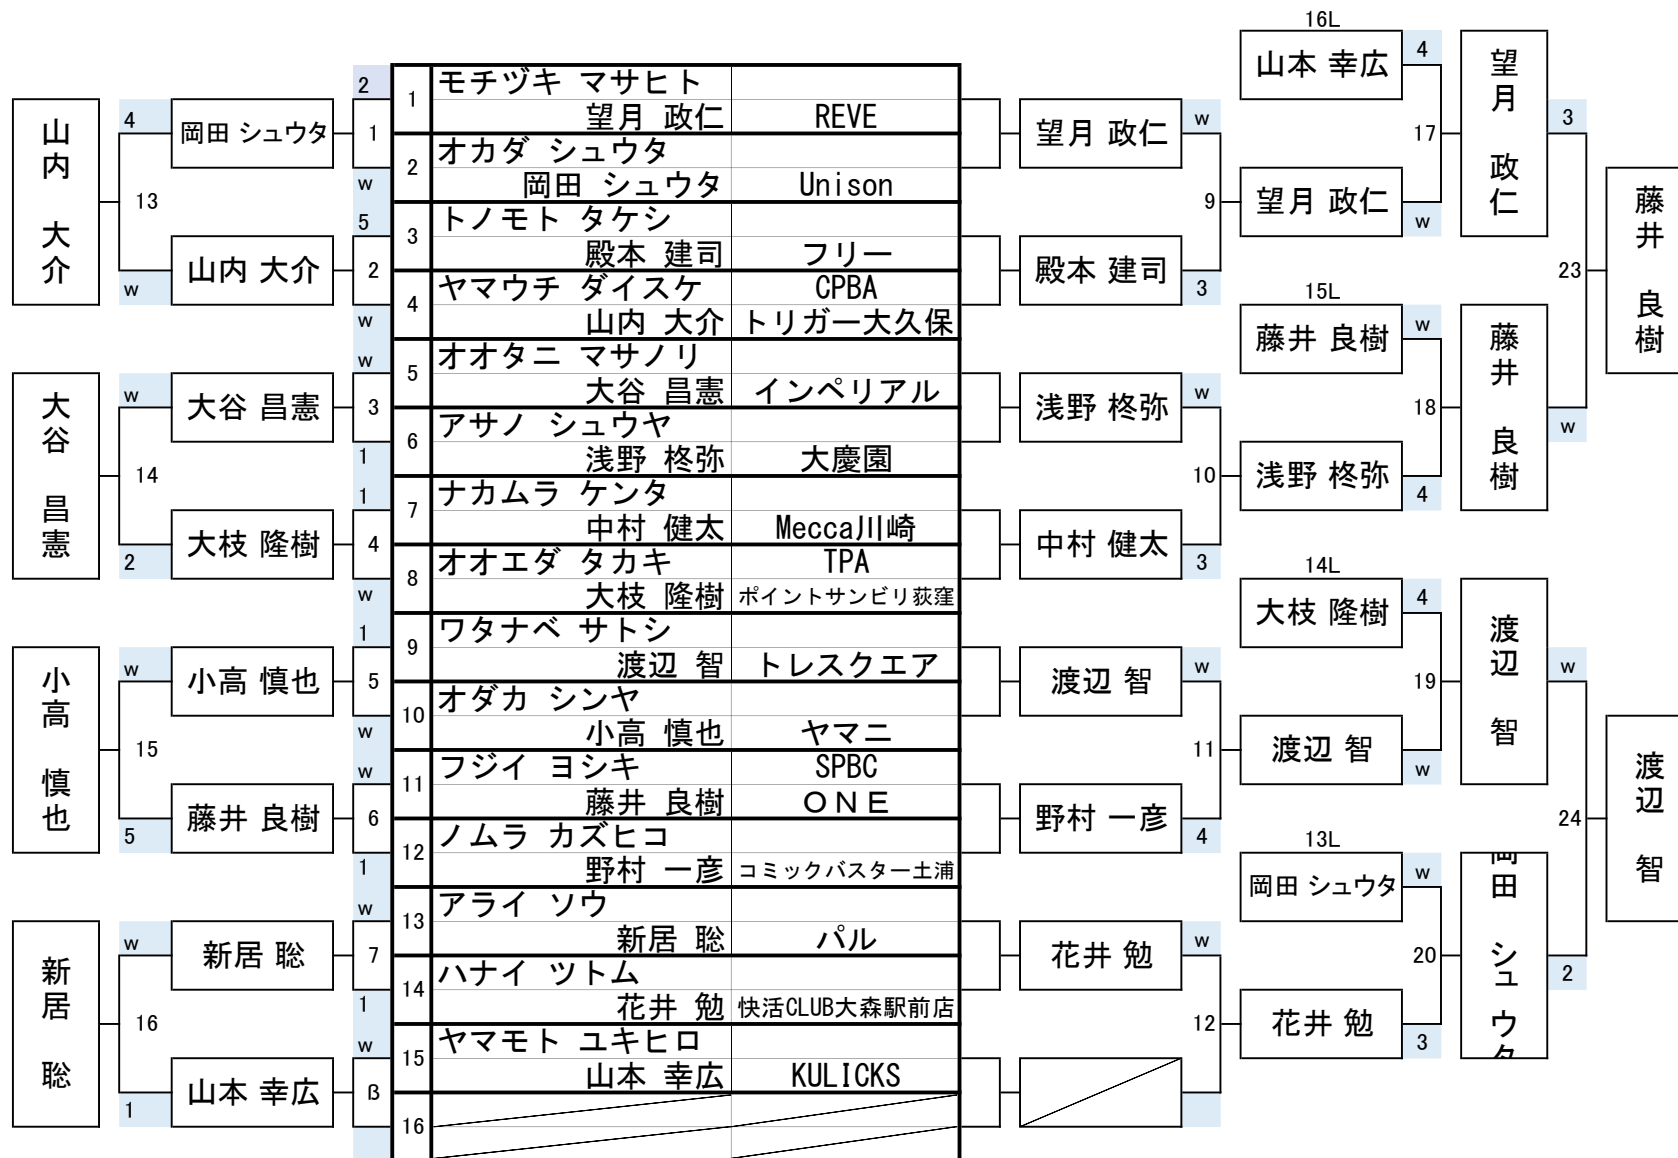 山内 大介
4
13
w
岡田 シュウタ
山内 大介
2
1
w
5
2
w
大谷 昌憲
w
14
2
大谷 昌憲
大枝 隆樹
w
3
1
1
4
w
小高 慎也
w
15
5
小高 慎也
藤井 良樹
1
5
w
w
6
1
新居 聡
w
16
1
新居 聡
山本 幸広
w
7
1
w
8
1 モチヅキ マサヒト
望月 政仁 REVE
2 オカダ シュウタ
岡田 シュウタ Unison
3 トノモト タケシ
殿本 建司 フリー
4 ヤマウチ ダイスケ CPBA
山内 大介 トリガー大久保
5 オオタニ マサノリ
大谷 昌憲 インペリアル
6 アサノ シュウヤ
浅野 柊弥 大慶園
7 ナカムラ ケンタ
中村 健太 Mecca川崎
8 オオエダ タカキ TPA
大枝 隆樹 ポイントサンビリ荻窪
9 ワタナベ サトシ
渡辺 智 トレスクエア
10 オダカ シンヤ
小高 慎也 ヤマニ
11 フジイ ヨシキ SPBC
藤井 良樹 ONE
12 ノムラ カズヒコ
野村 一彦 コミックバスター土浦
13 アライ ソウ
新居 聡 パル
14 ハナイ ツトム
花井 勉 快活CLUB大森駅前店
15 ヤマモト ユキヒロ
山本 幸広 KULICKS
16
望月 政仁
w
9
殿本 建司
3
浅野 柊弥
w
10
中村 健太
3
渡辺 智
w
11
野村 一彦
4
花井 勉
w
12
16L
山本 幸広
4
17
望月 政仁
w
15L
藤井 良樹
w
18
浅野 柊弥
4
14L
大枝 隆樹
4
19
渡辺 智
w
13L
岡田 シュウタ
w
20
花井 勉
3
望月 政仁
3
23
藤井 良樹
w
渡辺 智
w
24
岡田 シュウタ
2
藤井 良樹
渡辺 智